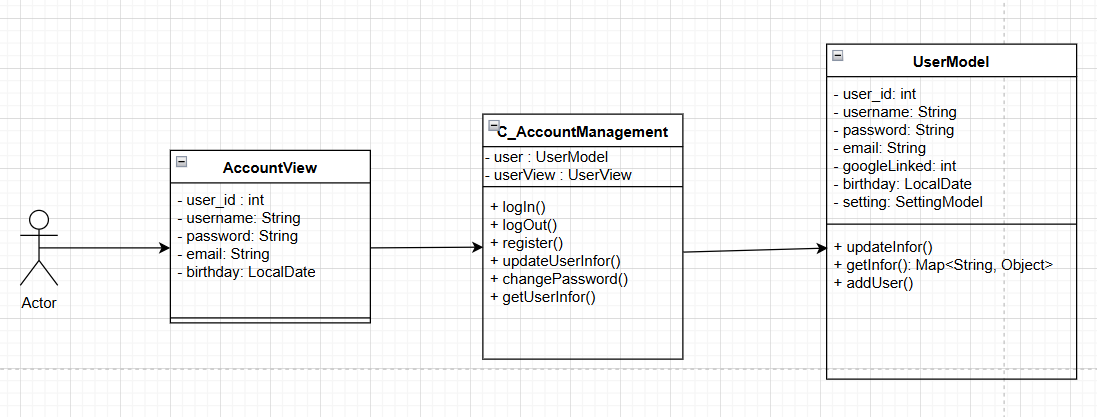 Actor
AccountView
- user_id : int
- username: String
- password: String
- email: String
- birthday: LocalDate
C_AccountManagement
- user : UserModel
- userView : UserView
+ logIn()
+ logOut()
+ register()
+ updateUserInfor()
+ changePassword()
+ getUserInfor()
UserModel
- user_id: int
- username: String
- password: String
- email: String
- googleLinked: int
- birthday: LocalDate
- setting: SettingModel
+ updateInfor()
+ getInfor(): Map<String, Object>
+ addUser()